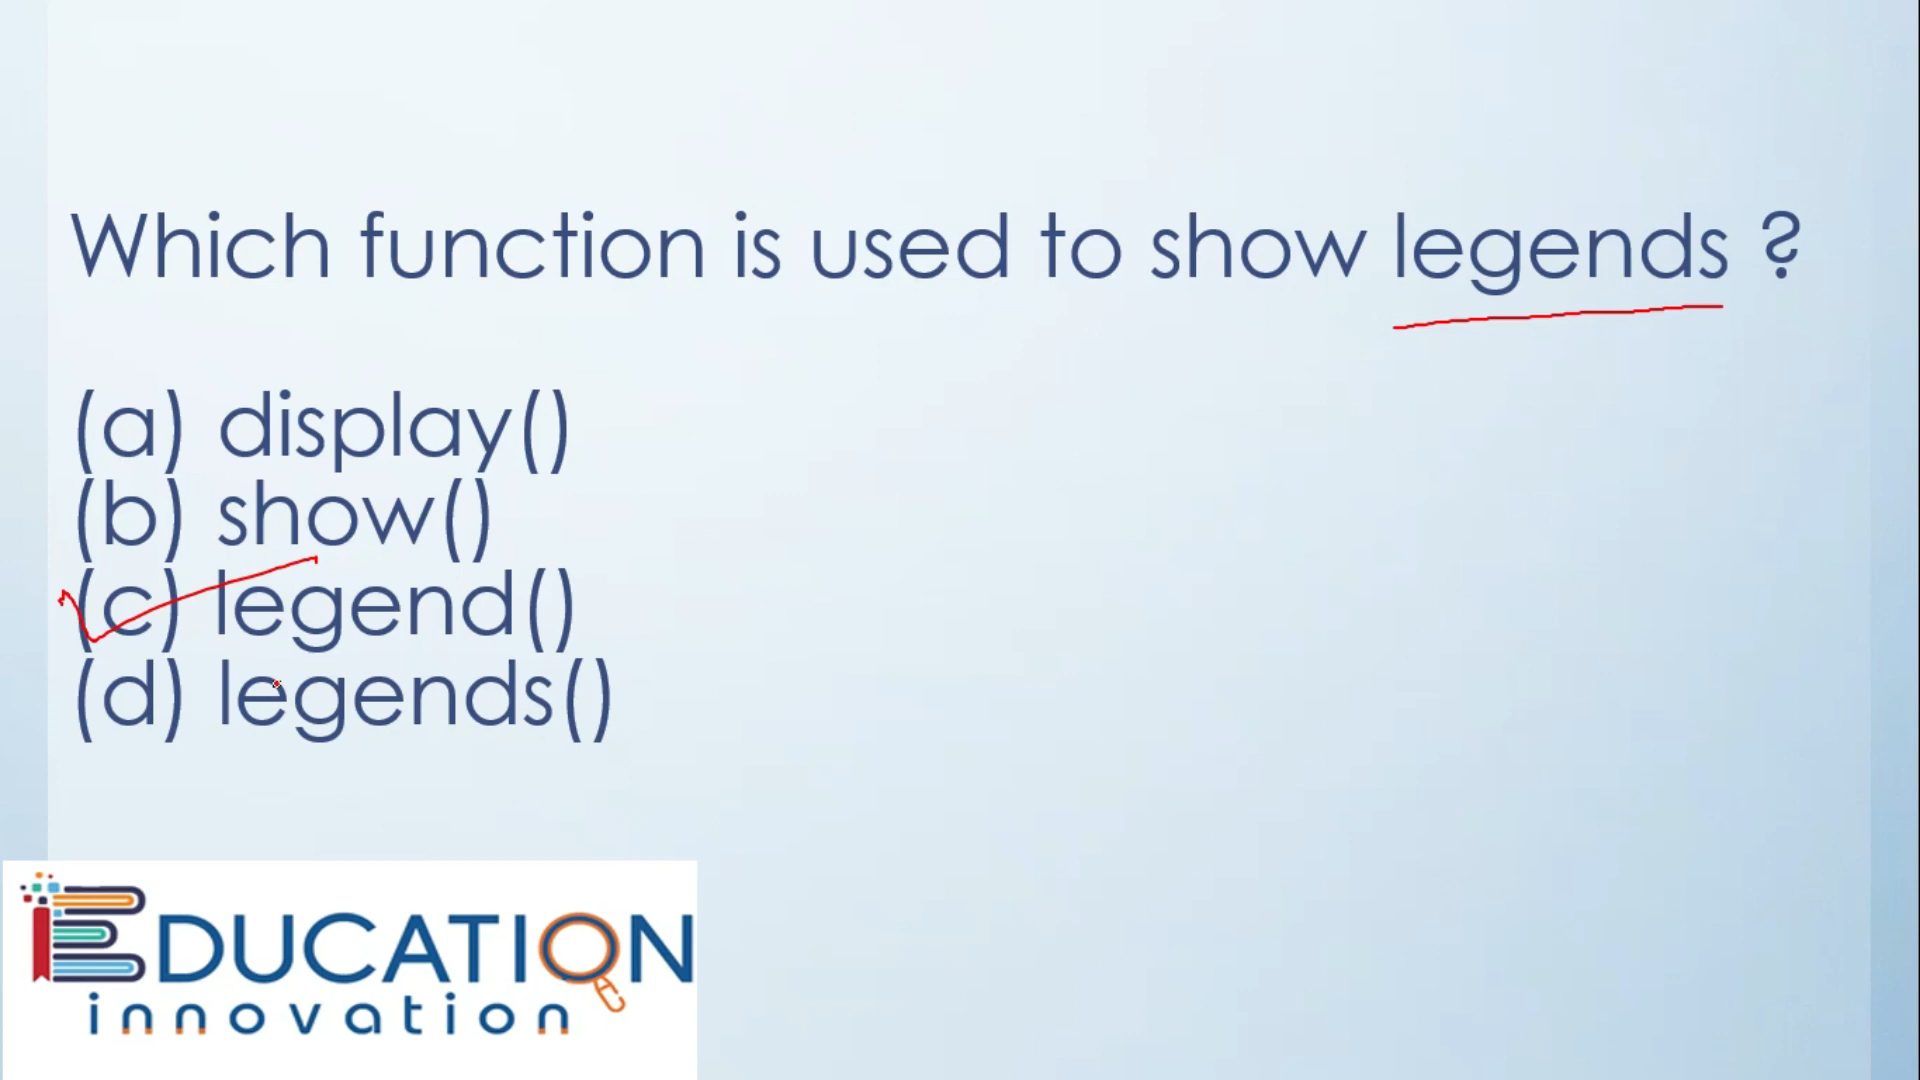 Which function is used to show legends ?
(a) display()
(b) show()
(c) legend()
(d) legends()
EDUCATION
innovation